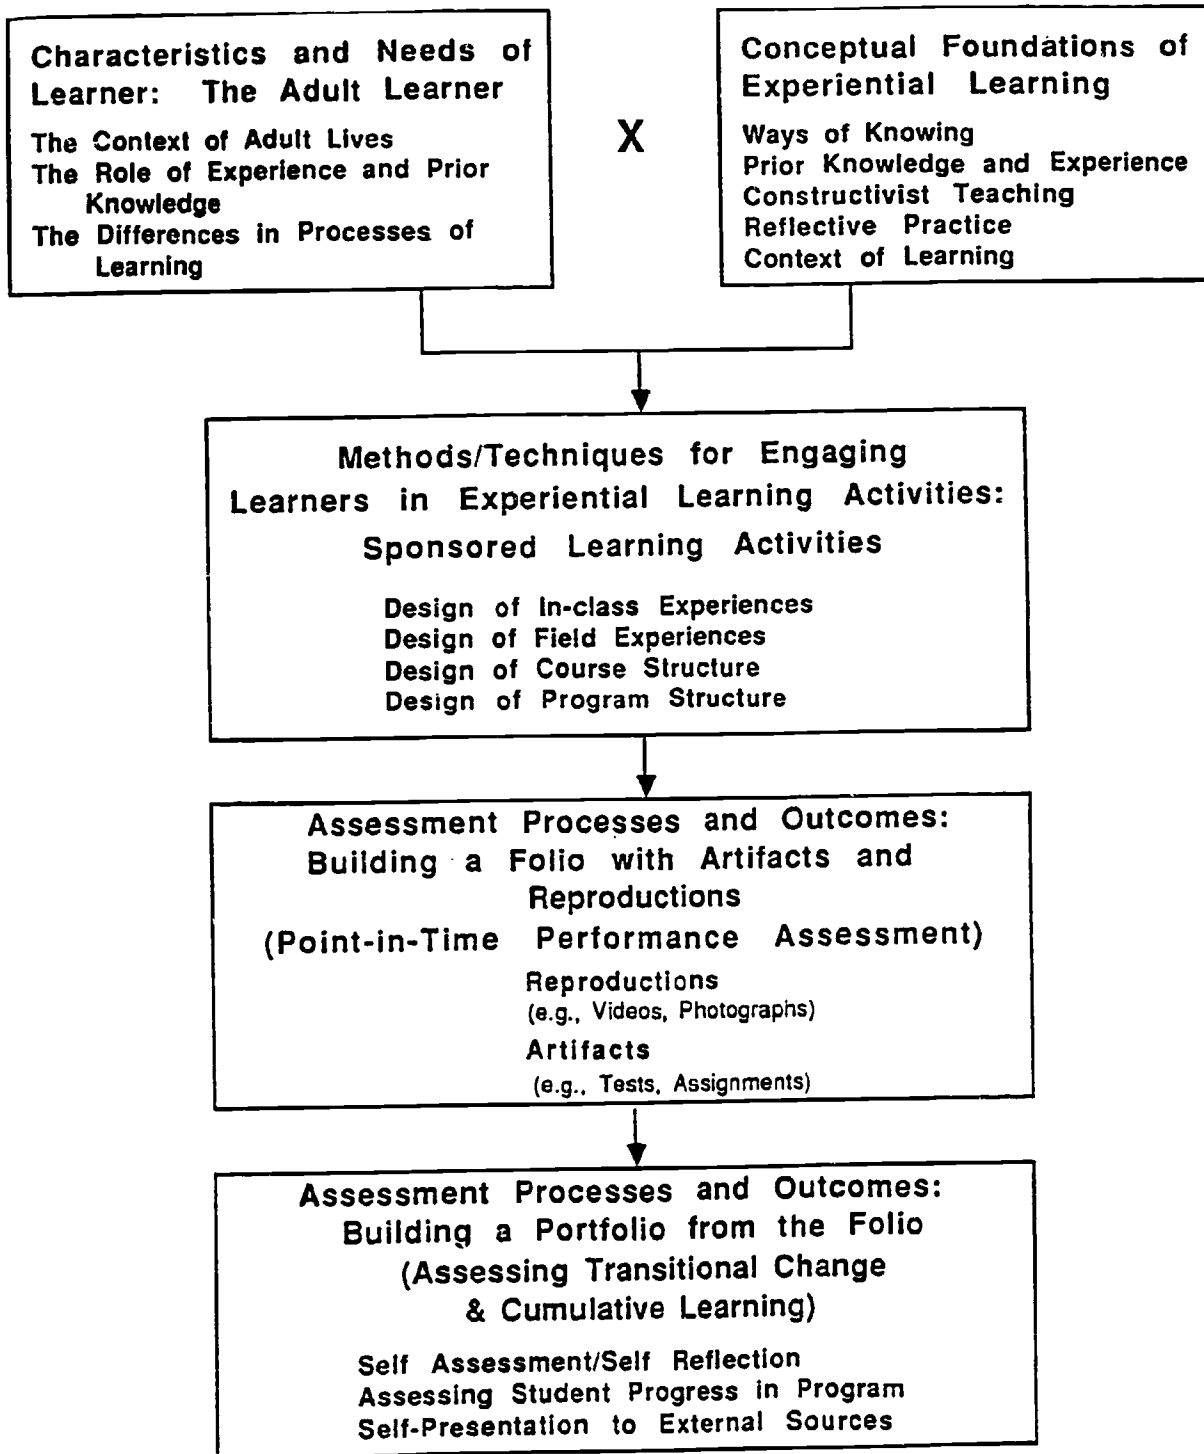 Characteristics and Needs of
Learner: The Adult Learner
The Context of Adult Lives
The Role of Experience and Prior
Knowledge
The Differences in Processes of
Learning
X
Conceptual Foundations of
Experiential Learning
Ways of Knowing
Prior Knowledge and Experience
Constructivist Teaching
Reflective Practice
Context of Learning
Methods/Techniques for Engaging
Learners in Experiential Learning Activities:
Sponsored Learning Activities
Design of In-class Experiences
Design of Field Experiences
Design of Course Structure
Design of Program Structure
Assessment Processes and Outcomes:
Building a Folio with Artifacts and
Reproductions
(Point-in-Time Performance Assessment)
Reproductions
(e.g., Videos, Photographs)
Artifacts
(e.g., Tests, Assignments)
Assessment Processes and Outcomes:
Building a Portfolio from the Folio
(Assessing Transitional Change
& Cumulative Learning)
Self Assessment/Self Reflection
Assessing Student Progress in Program
Self-Presentation to External Sources